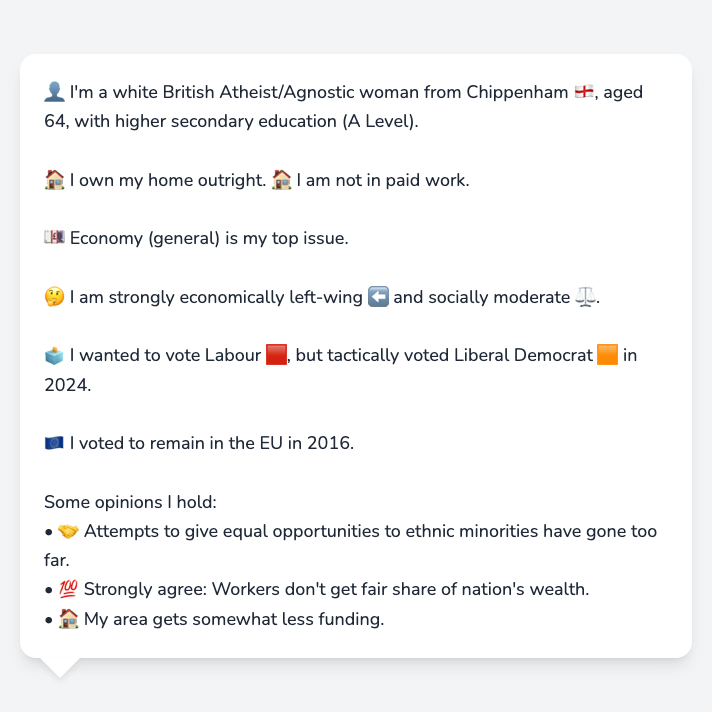 👤 I'm a white British Atheist/Agnostic woman from Chippenham 🏴󠁧󠁢󠁥󠁮󠁧󠁿, aged
64, with higher secondary education (A Level).
🏠 I own my home outright. 🏠 I am not in paid work.
💷 Economy (general) is my top issue.
🤔 I am strongly economically left-wing ⬅️ and socially moderate ⚖️.
🗳️ I wanted to vote Labour 🟥, but tactically voted Liberal Democrat 🟧 in
2024.
🇪🇺 I voted to remain in the EU in 2016.
Some opinions I hold:
• 🤝 Attempts to give equal opportunities to ethnic minorities have gone too
far.
• 💯 Strongly agree: Workers don't get fair share of nation's wealth.
• 🏠 My area gets somewhat less funding.